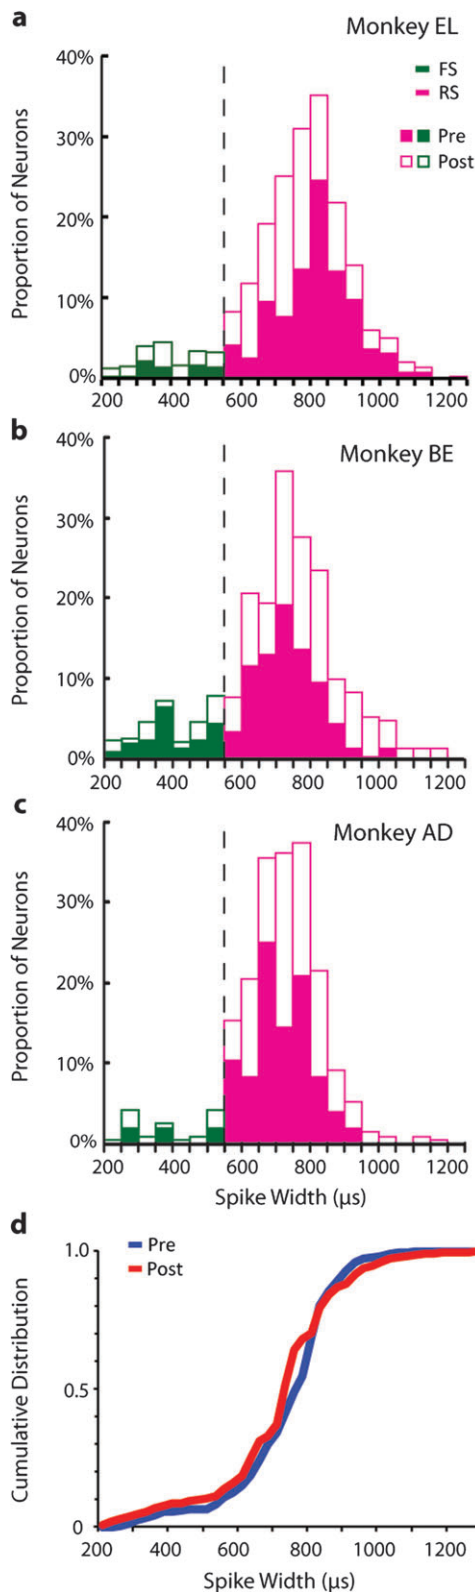 a
Monkey EL
40%
FS
RS
30%
Pre
Post
20%
10%
0%
Proportion of Neurons
200 400 600 800 1000 1200
b
Monkey BE
40%
30%
20%
10%
0%
Proportion of Neurons
200 400 600 800 1000 1200
c
Monkey AD
40%
30%
20%
10%
0%
Proportion of Neurons
200 400 600 800 1000 1200
Spike Width (μs)
d
1.0
Pre
Post
0.5
0
Cumulative Distribution
200 400 600 800 1000 1200
Spike Width (μs)